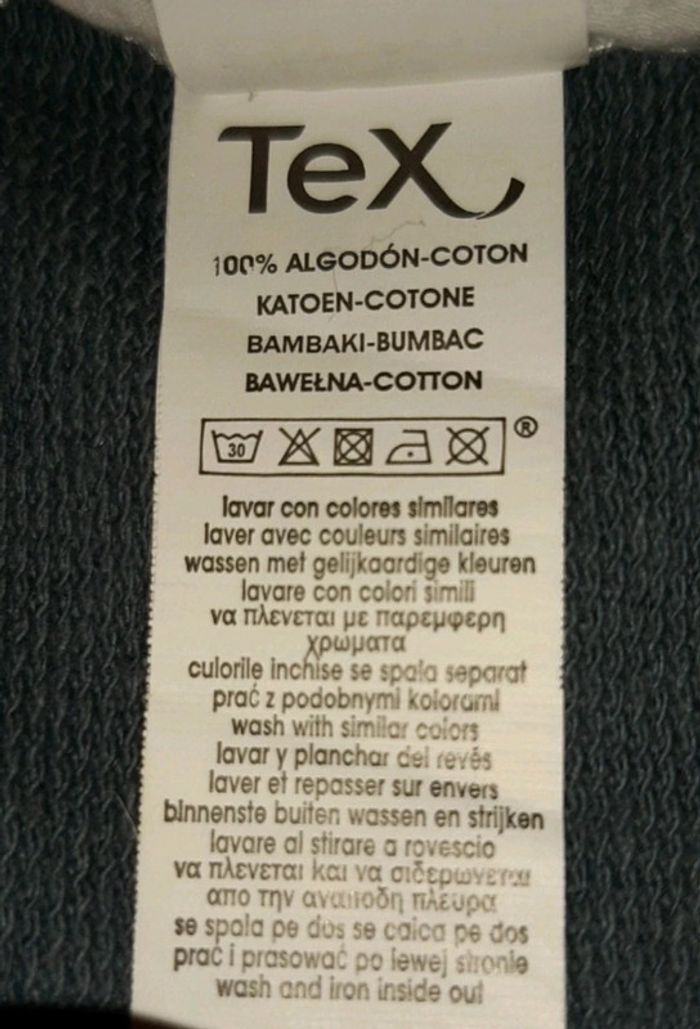 TeX
100% ALGODÓN-COTON
KATOEN-COTONE
BAMBAKI-BUMBAC
BAWEŁNA-COTTON
30 ®
lavar con colores similares
laver avec couleurs similaires
wassen met gelijkaardige kleuren
lavare con colori simili
να πλενεται με παρεμφερη
χρωματα
culorile inchise se spala separat
prać z podobnymi kolorami
wash with similar colors
lavar y planchar del revés
laver et repasser sur envers
binnenste buiten wassen en strijken
lavare al stirare a rovescio
να πλενεται και να σιδερωνεται
απο την αναποδη πλευρα
se spala pe dos se calca pe dos
prać i prasować po lewej stronie
wash and iron inside out